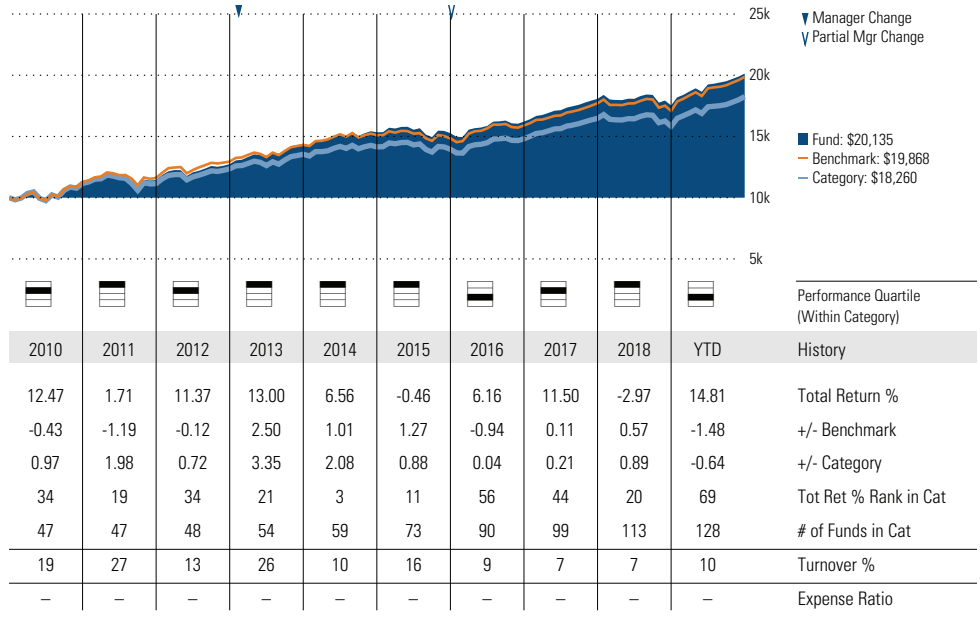 25k
▼ Manager Change
∨ Partial Mgr Change
20k
15k
Fund: $20,135
Benchmark: $19,868
Category: $18,260
10k
5k
Performance Quartile
(Within Category)
2010 2011 2012 2013 2014 2015 2016 2017 2018 YTD History
12.47 1.71 11.37 13.00 6.56 -0.46 6.16 11.50 -2.97 14.81 Total Return %
-0.43 -1.19 -0.12 2.50 1.01 1.27 -0.94 0.11 0.57 -1.48 +/- Benchmark
0.97 1.98 0.72 3.35 2.08 0.88 0.04 0.21 0.89 -0.64 +/- Category
34 19 34 21 3 11 56 44 20 69 Tot Ret % Rank in Cat
47 47 48 54 59 73 90 99 113 128 # of Funds in Cat
19 27 13 26 10 16 9 7 7 10 Turnover %
– – – – – – – – – – Expense Ratio